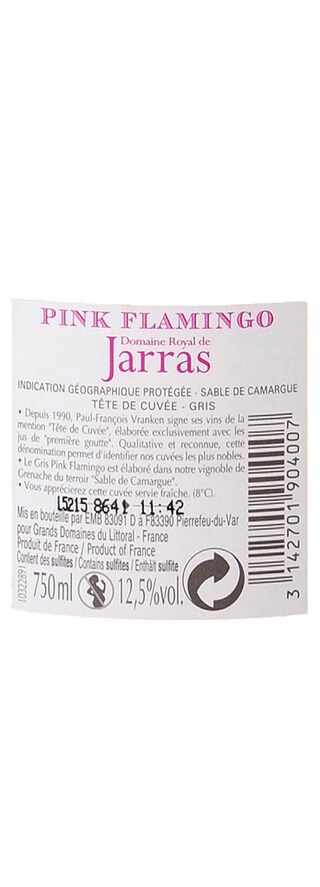 PINK FLAMINGO
Domaine Royal de
Jarras
INDICATION GÉOGRAPHIQUE PROTÉGÉE - SABLE DE CAMARGUE
TÊTE DE CUVÉE - GRIS
• Depuis 1990, Paul-François Vranken signe ses vins de la
mention "Tête de Cuvée", élaborée exclusivement avec les
jus de "première goutte". Qualitative et reconnue, cette
dénomination permet d'identifier nos cuvées les plus nobles.
• Le Gris Pink Flamingo est élaboré dans notre vignoble de
Grenache du terroir "Sable de Camargue".
• Vous apprécierez cette cuvée servie fraîche. (8°C).
L5215 8641 11:42
Mis en bouteille par EMB 83091 D à F83390 Pierrefeu-du-Var
pour Grands Domaines du Littoral - France
Produit de France / Product of France
Contient des sulfites / Contains sulfites / Enthält sulfite
750ml 12,5%vol.
1032289
3 142701 904007